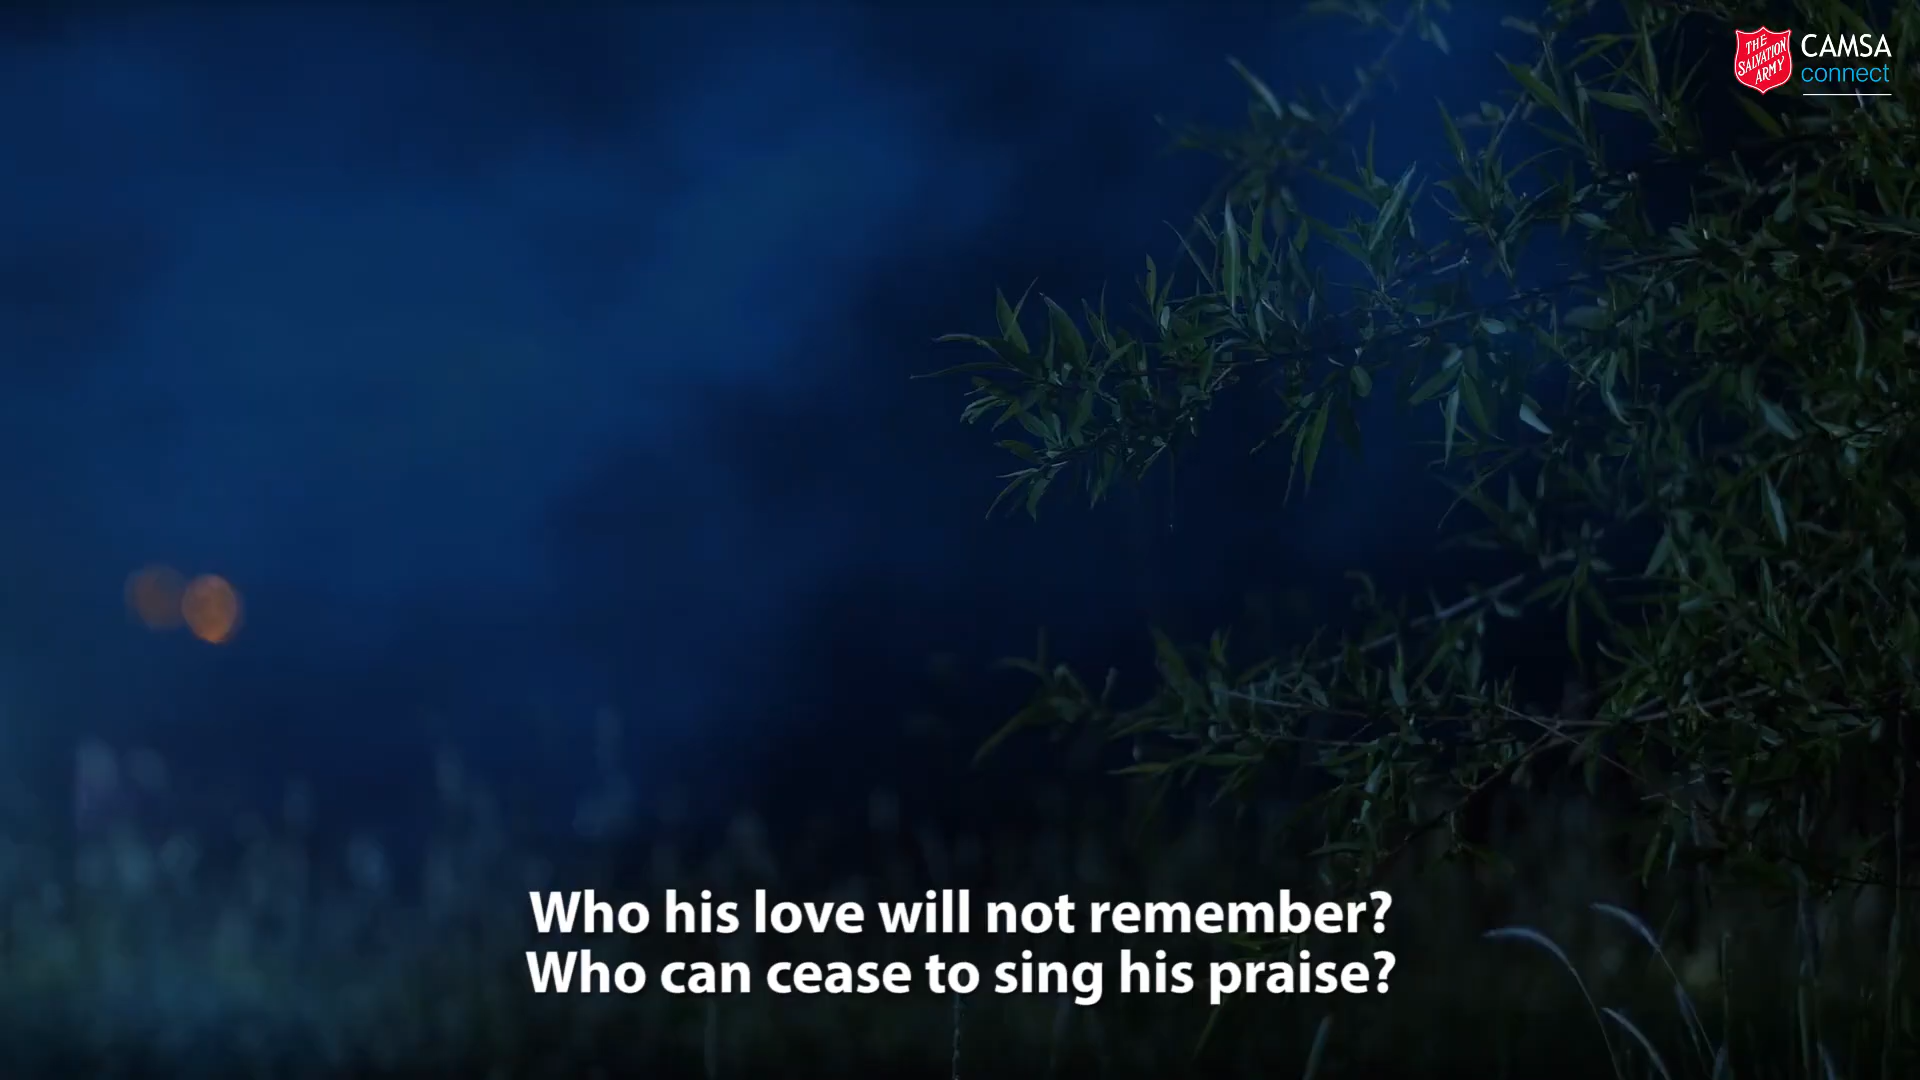 THE
SALVATION
ARMY
CAMSA
connect
Who his love will not remember?
Who can cease to sing his praise?